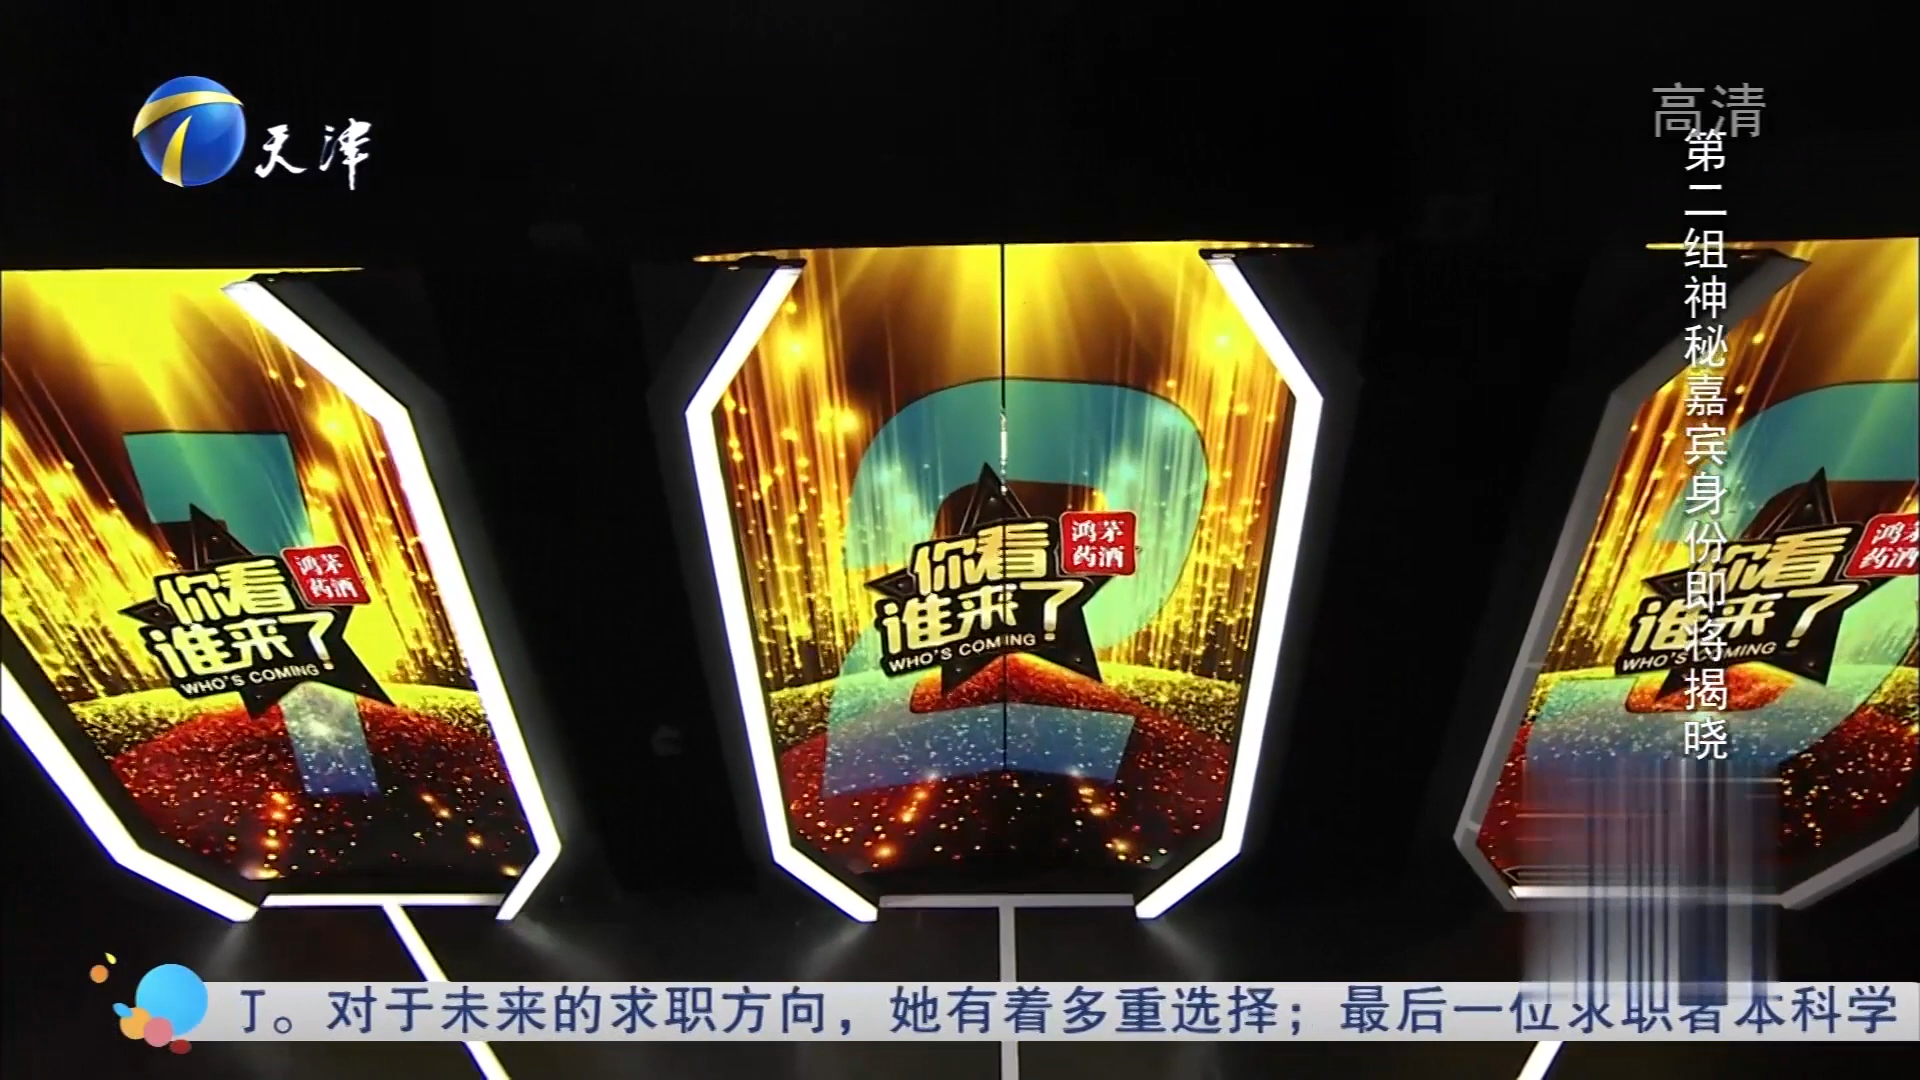 天津
高清
第二组神秘嘉宾身份即将揭晓
你看
谁来了
WHO'S COMING
鸿茅
药酒
你看
谁来了
WHO'S COMING
鸿茅
药酒
你看
谁来了
WHO'S COMING
鸿茅
药酒
。对于未来的求职方向，她有着多重选择；最后一位求职者本科学